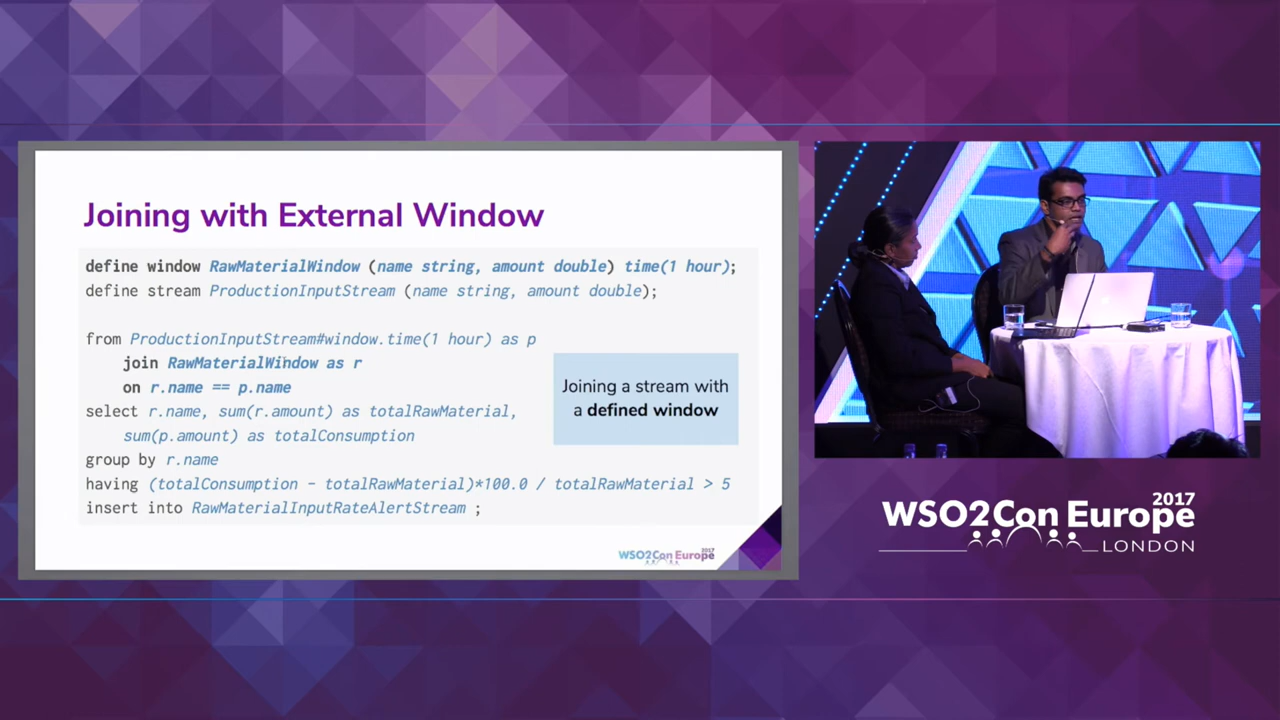 Joining with External Window
define window RawMaterialWindow (name string, amount double) time(1 hour);
define stream ProductionInputStream (name string, amount double);
from ProductionInputStream#window.time(1 hour) as p
join RawMaterialWindow as r
on r.name == p.name
select r.name, sum(r.amount) as totalRawMaterial,
sum(p.amount) as totalConsumption
group by r.name
having (totalConsumption - totalRawMaterial)*100.0 / totalRawMaterial > 5
insert into RawMaterialInputRateAlertStream ;
Joining a stream with
a defined window
WSO2Con Europe 2017
2017
WSO2Con Europe
LONDON